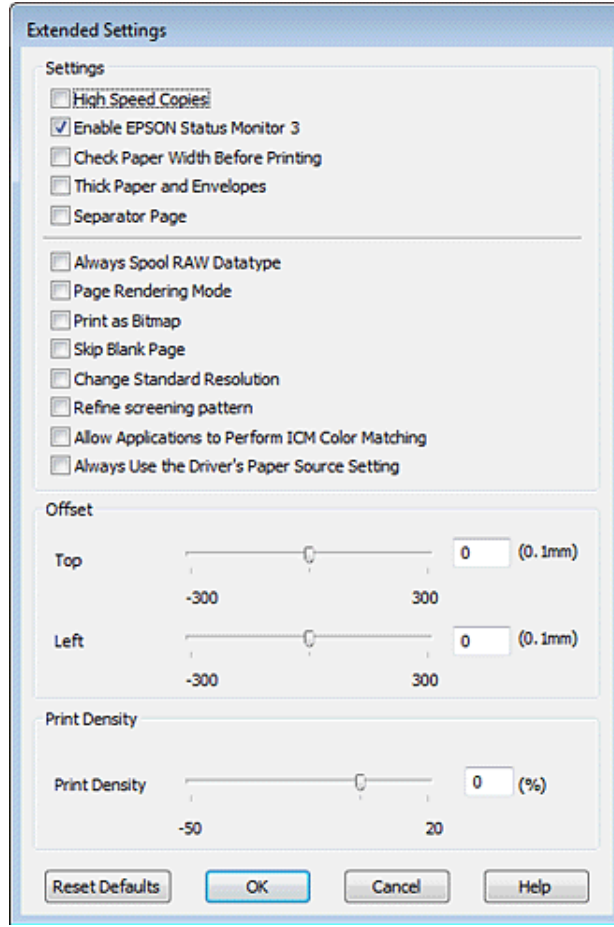 Extended Settings
Settings
High Speed Copies
Enable EPSON Status Monitor 3
Check Paper Width Before Printing
Thick Paper and Envelopes
Separator Page
Always Spool RAW Datatype
Page Rendering Mode
Print as Bitmap
Skip Blank Page
Change Standard Resolution
Refine screening pattern
Allow Applications to Perform ICM Color Matching
Always Use the Driver's Paper Source Setting
Offset
Top 0 (0.1mm)
-300 300
Left 0 (0.1mm)
-300 300
Print Density
Print Density 0 (%)
-50 20
Reset Defaults OK Cancel Help